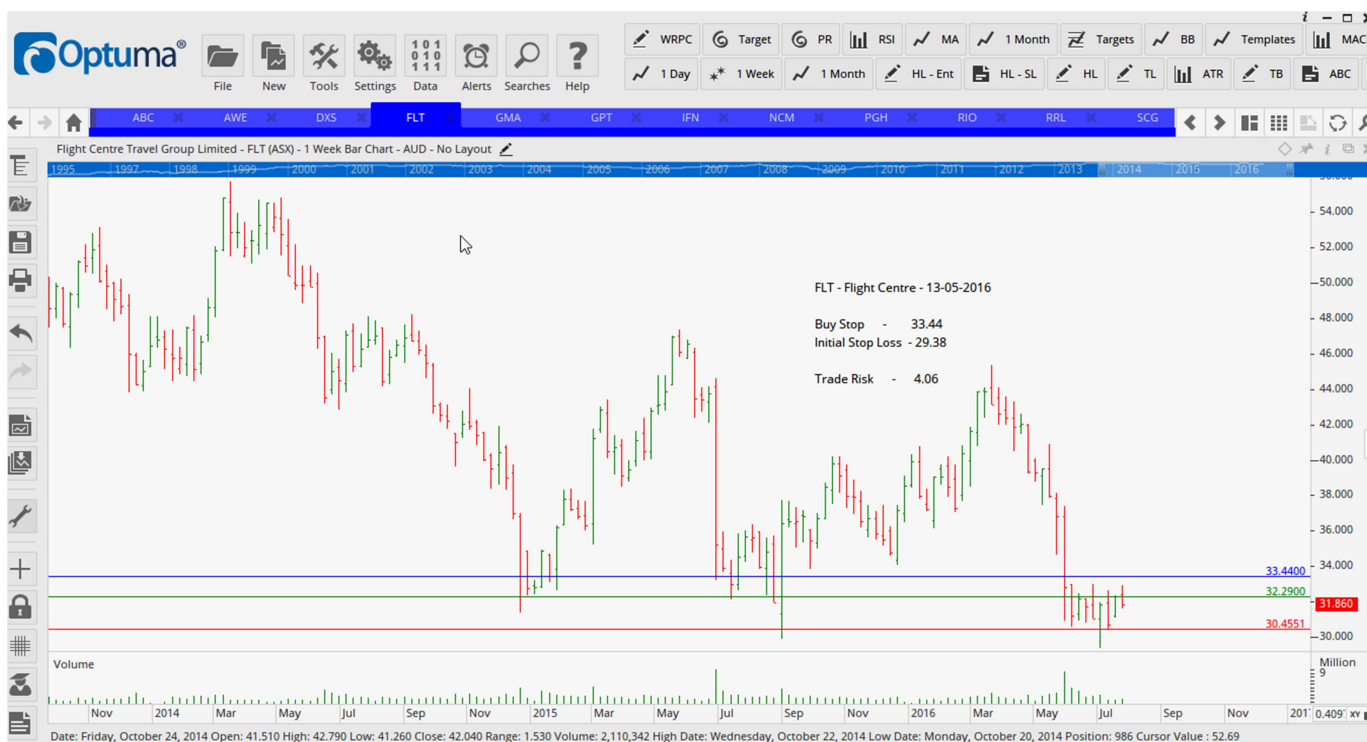 Optuma®
File New Tools Settings Data Alerts Searches Help
WRPC Target PR RSI MA 1 Month Targets BB Templates MAC
1 Day 1 Week 1 Month HL - Ent HL - SL HL TL ATR TB ABC
ABC AWE DXS FLT GMA GPT IFN NCM PGH RIO RRL SCG
Flight Centre Travel Group Limited - FLT (ASX) - 1 Week Bar Chart - AUD - No Layout
1995 1997 1998 1999 2000 2001 2002 2003 2004 2005 2006 2007 2008 2009 2010 2011 2012 2013 2014 2015 2016
54.000
52.000
50.000
FLT - Flight Centre - 13-05-2016
48.000
Buy Stop - 33.44
Initial Stop Loss - 29.38
46.000
Trade Risk - 4.06
44.000
42.000
40.000
38.000
36.000
34.000
33.4400
32.2900
31.860
30.4551
30.000
Volume
Million
9
Nov 2014 Mar May Jul Sep Nov 2015 Mar May Jul Sep Nov 2016 Mar May Jul Sep Nov 0.409 XY
Date: Friday, October 24, 2014 Open: 41.510 High: 42.790 Low: 41.260 Close: 42.040 Range: 1.530 Volume: 2,110,342 High Date: Wednesday, October 22, 2014 Low Date: Monday, October 20, 2014 Position: 986 Cursor Value : 52.69